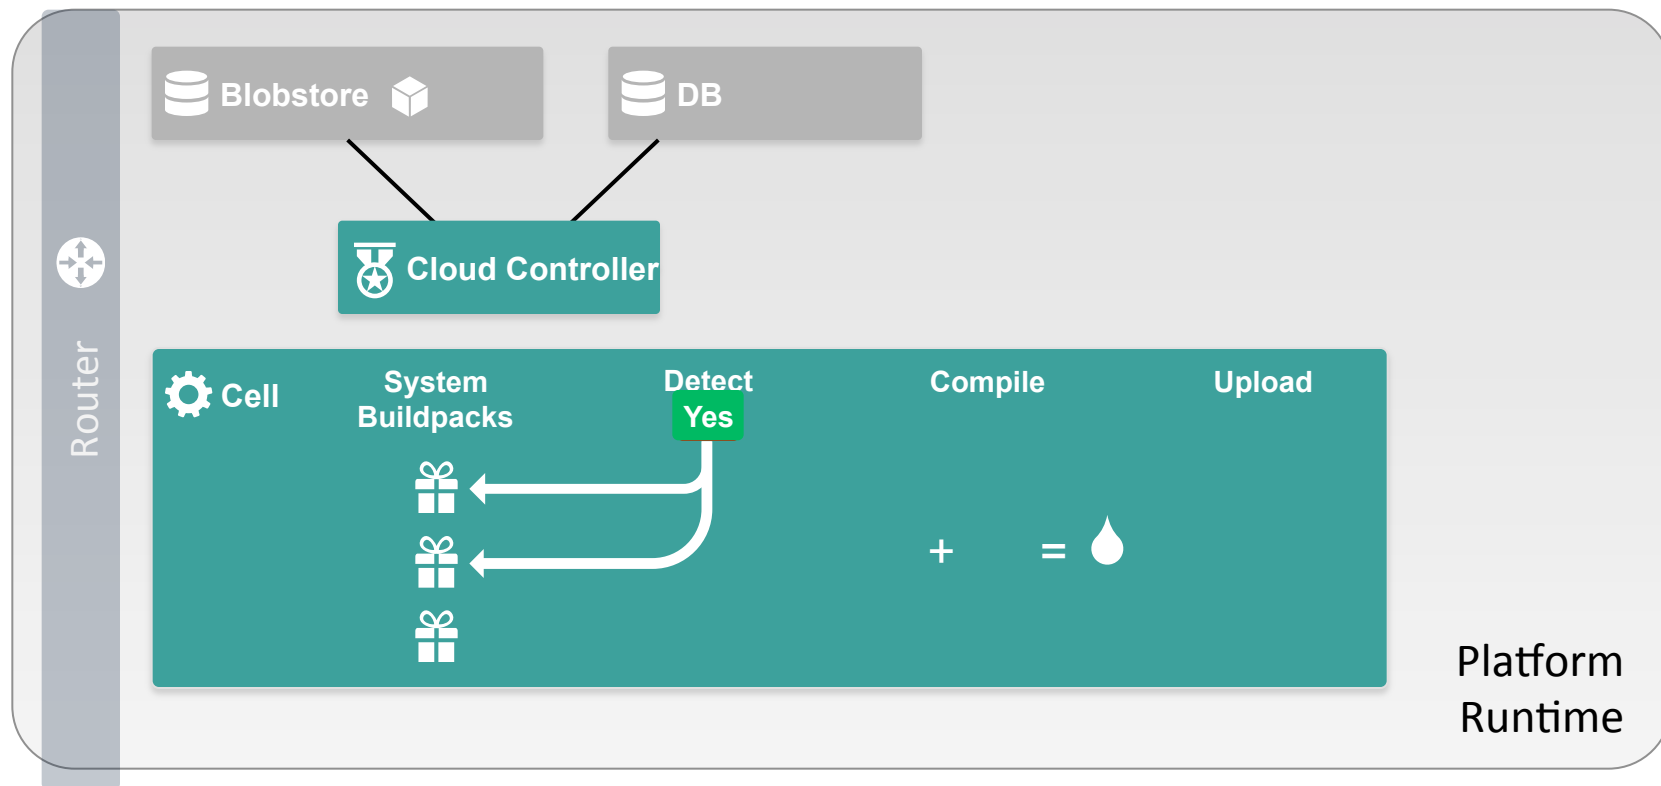 Blobstore
DB
Cloud Controller
Router
Cell
System
Buildpacks
Detect
Yes
Compile
Upload
+
=
Platform
Runtime